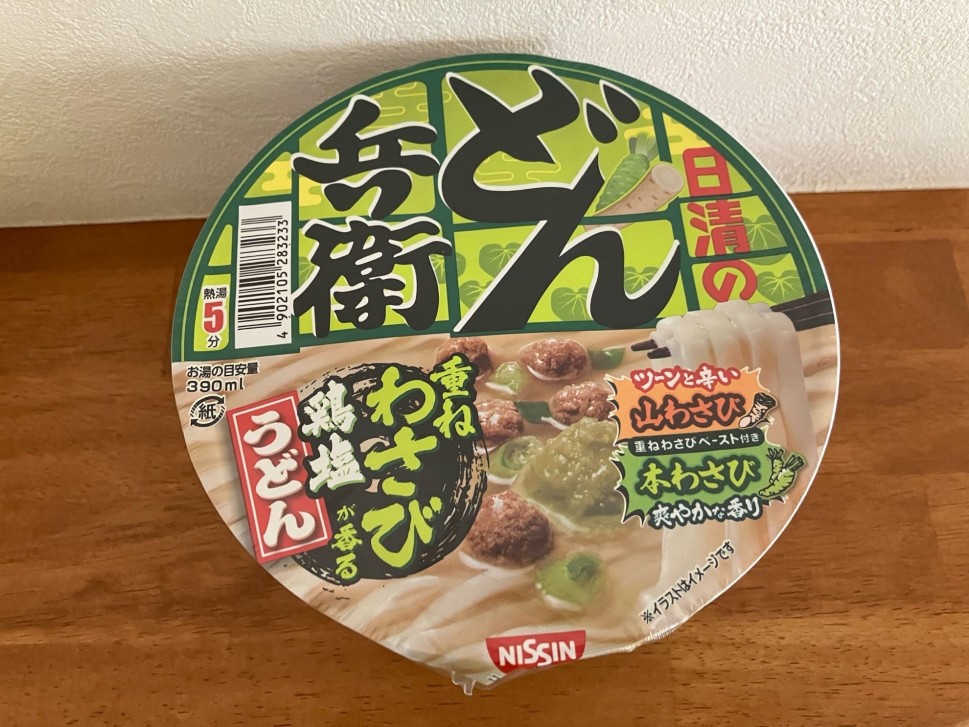 日清の
どん
兵衛
4 902105 283233
熱湯
5
分
お湯の目安量
390ml
紙
重ね
わさび
が香る
鶏塩
うどん
ツーンと辛い
山わさび
重ねわさびペースト付き
本わさび
爽やかな香り
※イラストはイメージです
NISSIN